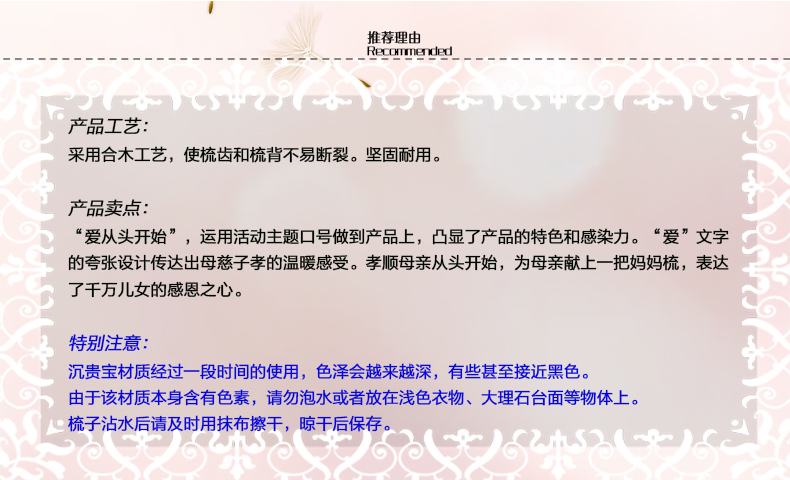 推荐理由
Recommended
产品工艺：
采用合木工艺，使梳齿和梳背不易断裂。坚固耐用。
产品卖点：
“爱从头开始”，运用活动主题口号做到产品上，凸显了产品的特色和感染力。“爱”文字
的夸张设计传达出母慈子孝的温暖感受。孝顺母亲从头开始，为母亲献上一把妈妈梳，表达
了千万儿女的感恩之心。
特别注意：
沉贵宝材质经过一段时间的使用，色泽会越来越深，有些甚至接近黑色。
由于该材质本身含有色素，请勿泡水或者放在浅色衣物、大理石台面等物体上。
梳子沾水后请及时用抹布擦干，晾干后保存。